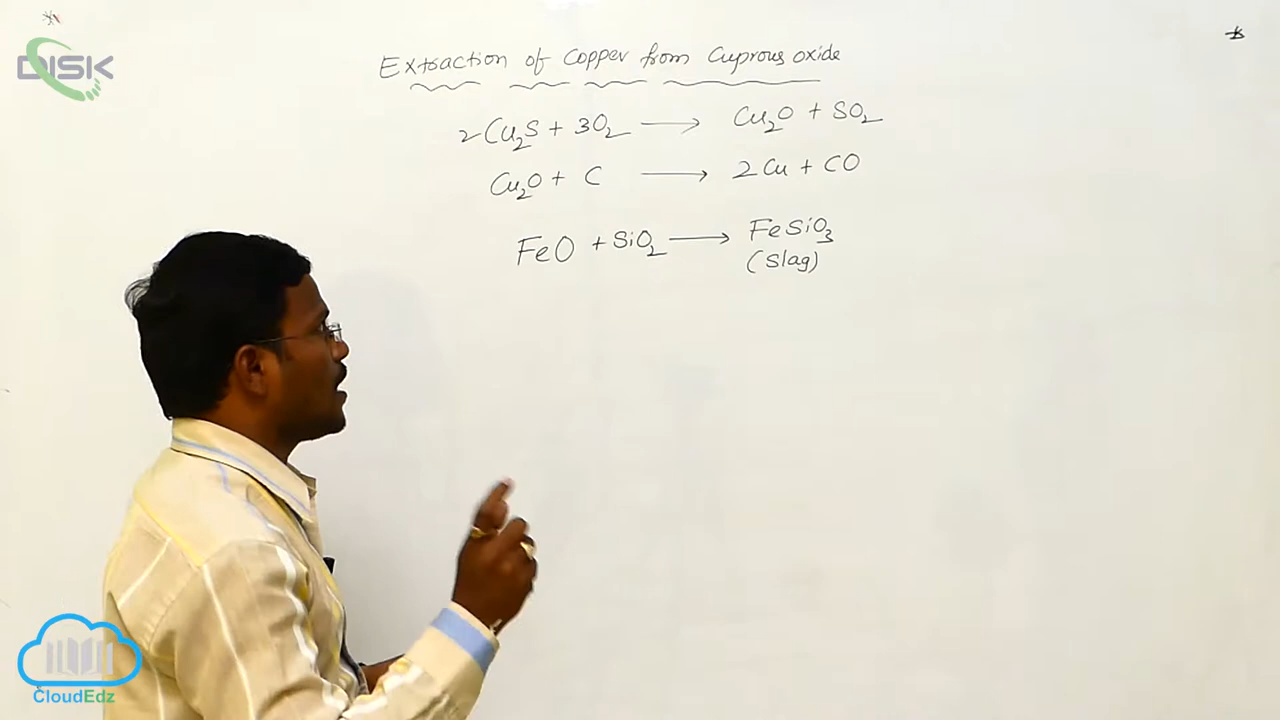 DISK
Extraction of Copper from Cuprous oxide
2Cu₂S + 3O₂ ⟶ Cu₂O + SO₂
Cu₂O + C ⟶ 2Cu + CO
FeO + SiO₂ ⟶ FeSiO₃
(Slag)
CloudEdz